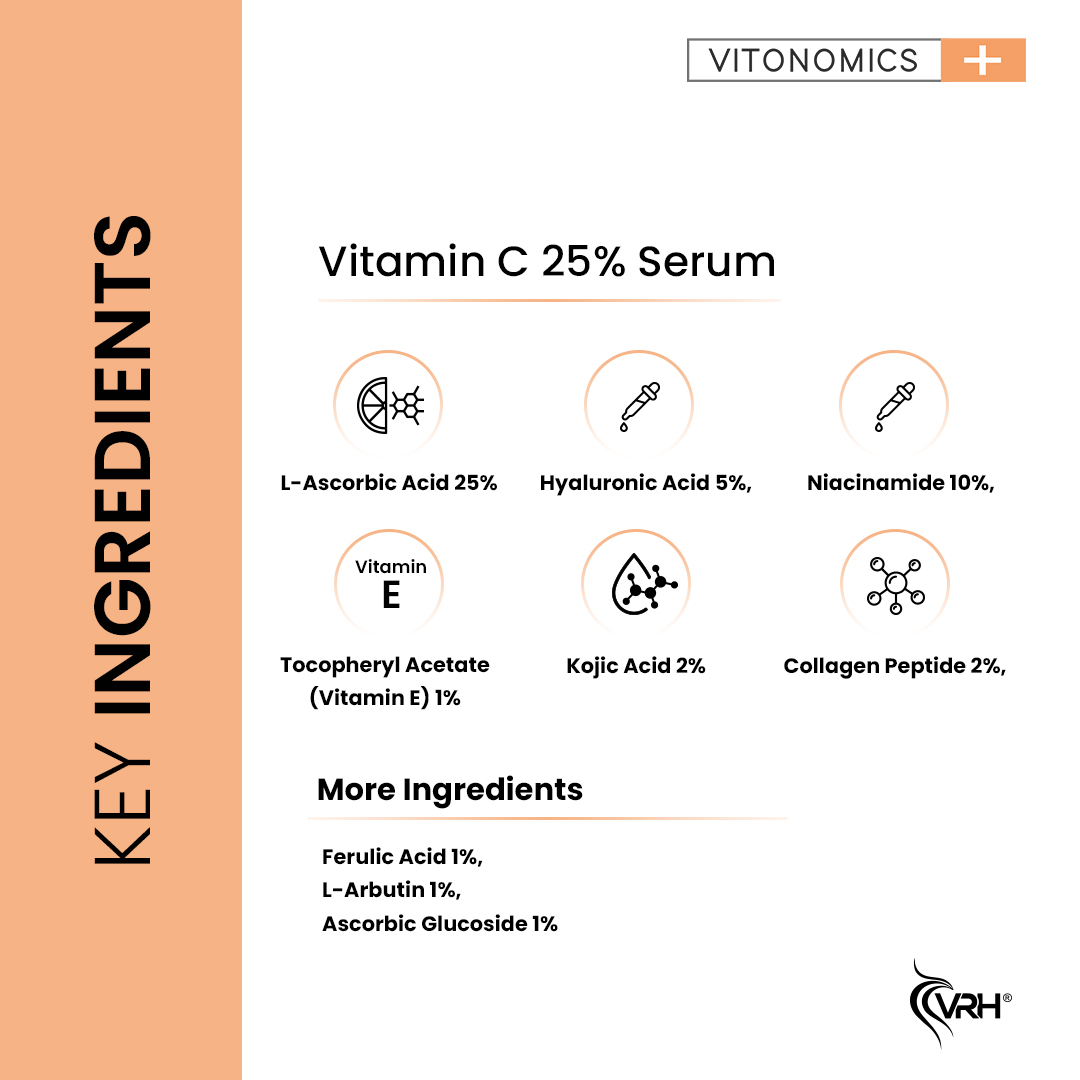 VITONOMICS +
KEY INGREDIENTS
Vitamin C 25% Serum
L-Ascorbic Acid 25%
Hyaluronic Acid 5%,
Niacinamide 10%,
Vitamin
E
Tocopheryl Acetate
(Vitamin E) 1%
Kojic Acid 2%
Collagen Peptide 2%,
More Ingredients
Ferulic Acid 1%,
L-Arbutin 1%,
Ascorbic Glucoside 1%
VRH®